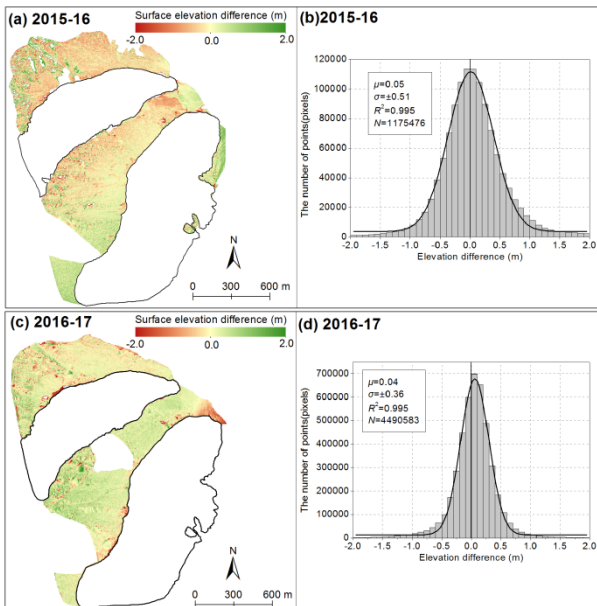 (a) 2015-16
Surface elevation difference (m)
-2.0 0.0 2.0
N
0 300 600 m
(b)2015-16
The number of points(pixels)
120000
100000
80000
60000
40000
20000
0
μ=0.05
σ=±0.51
R²=0.995
N=1175476
-2.0 -1.5 -1.0 -0.5 0.0 0.5 1.0 1.5 2.0
Elevation difference (m)
(c) 2016-17
Surface elevation difference (m)
-2.0 0.0 2.0
N
0 300 600 m
(d) 2016-17
The number of points(pixels)
700000
600000
500000
400000
300000
200000
100000
0
μ=0.04
σ=±0.36
R²=0.995
N=4490583
-2.0 -1.5 -1.0 -0.5 0.0 0.5 1.0 1.5 2.0
Elevation difference (m)